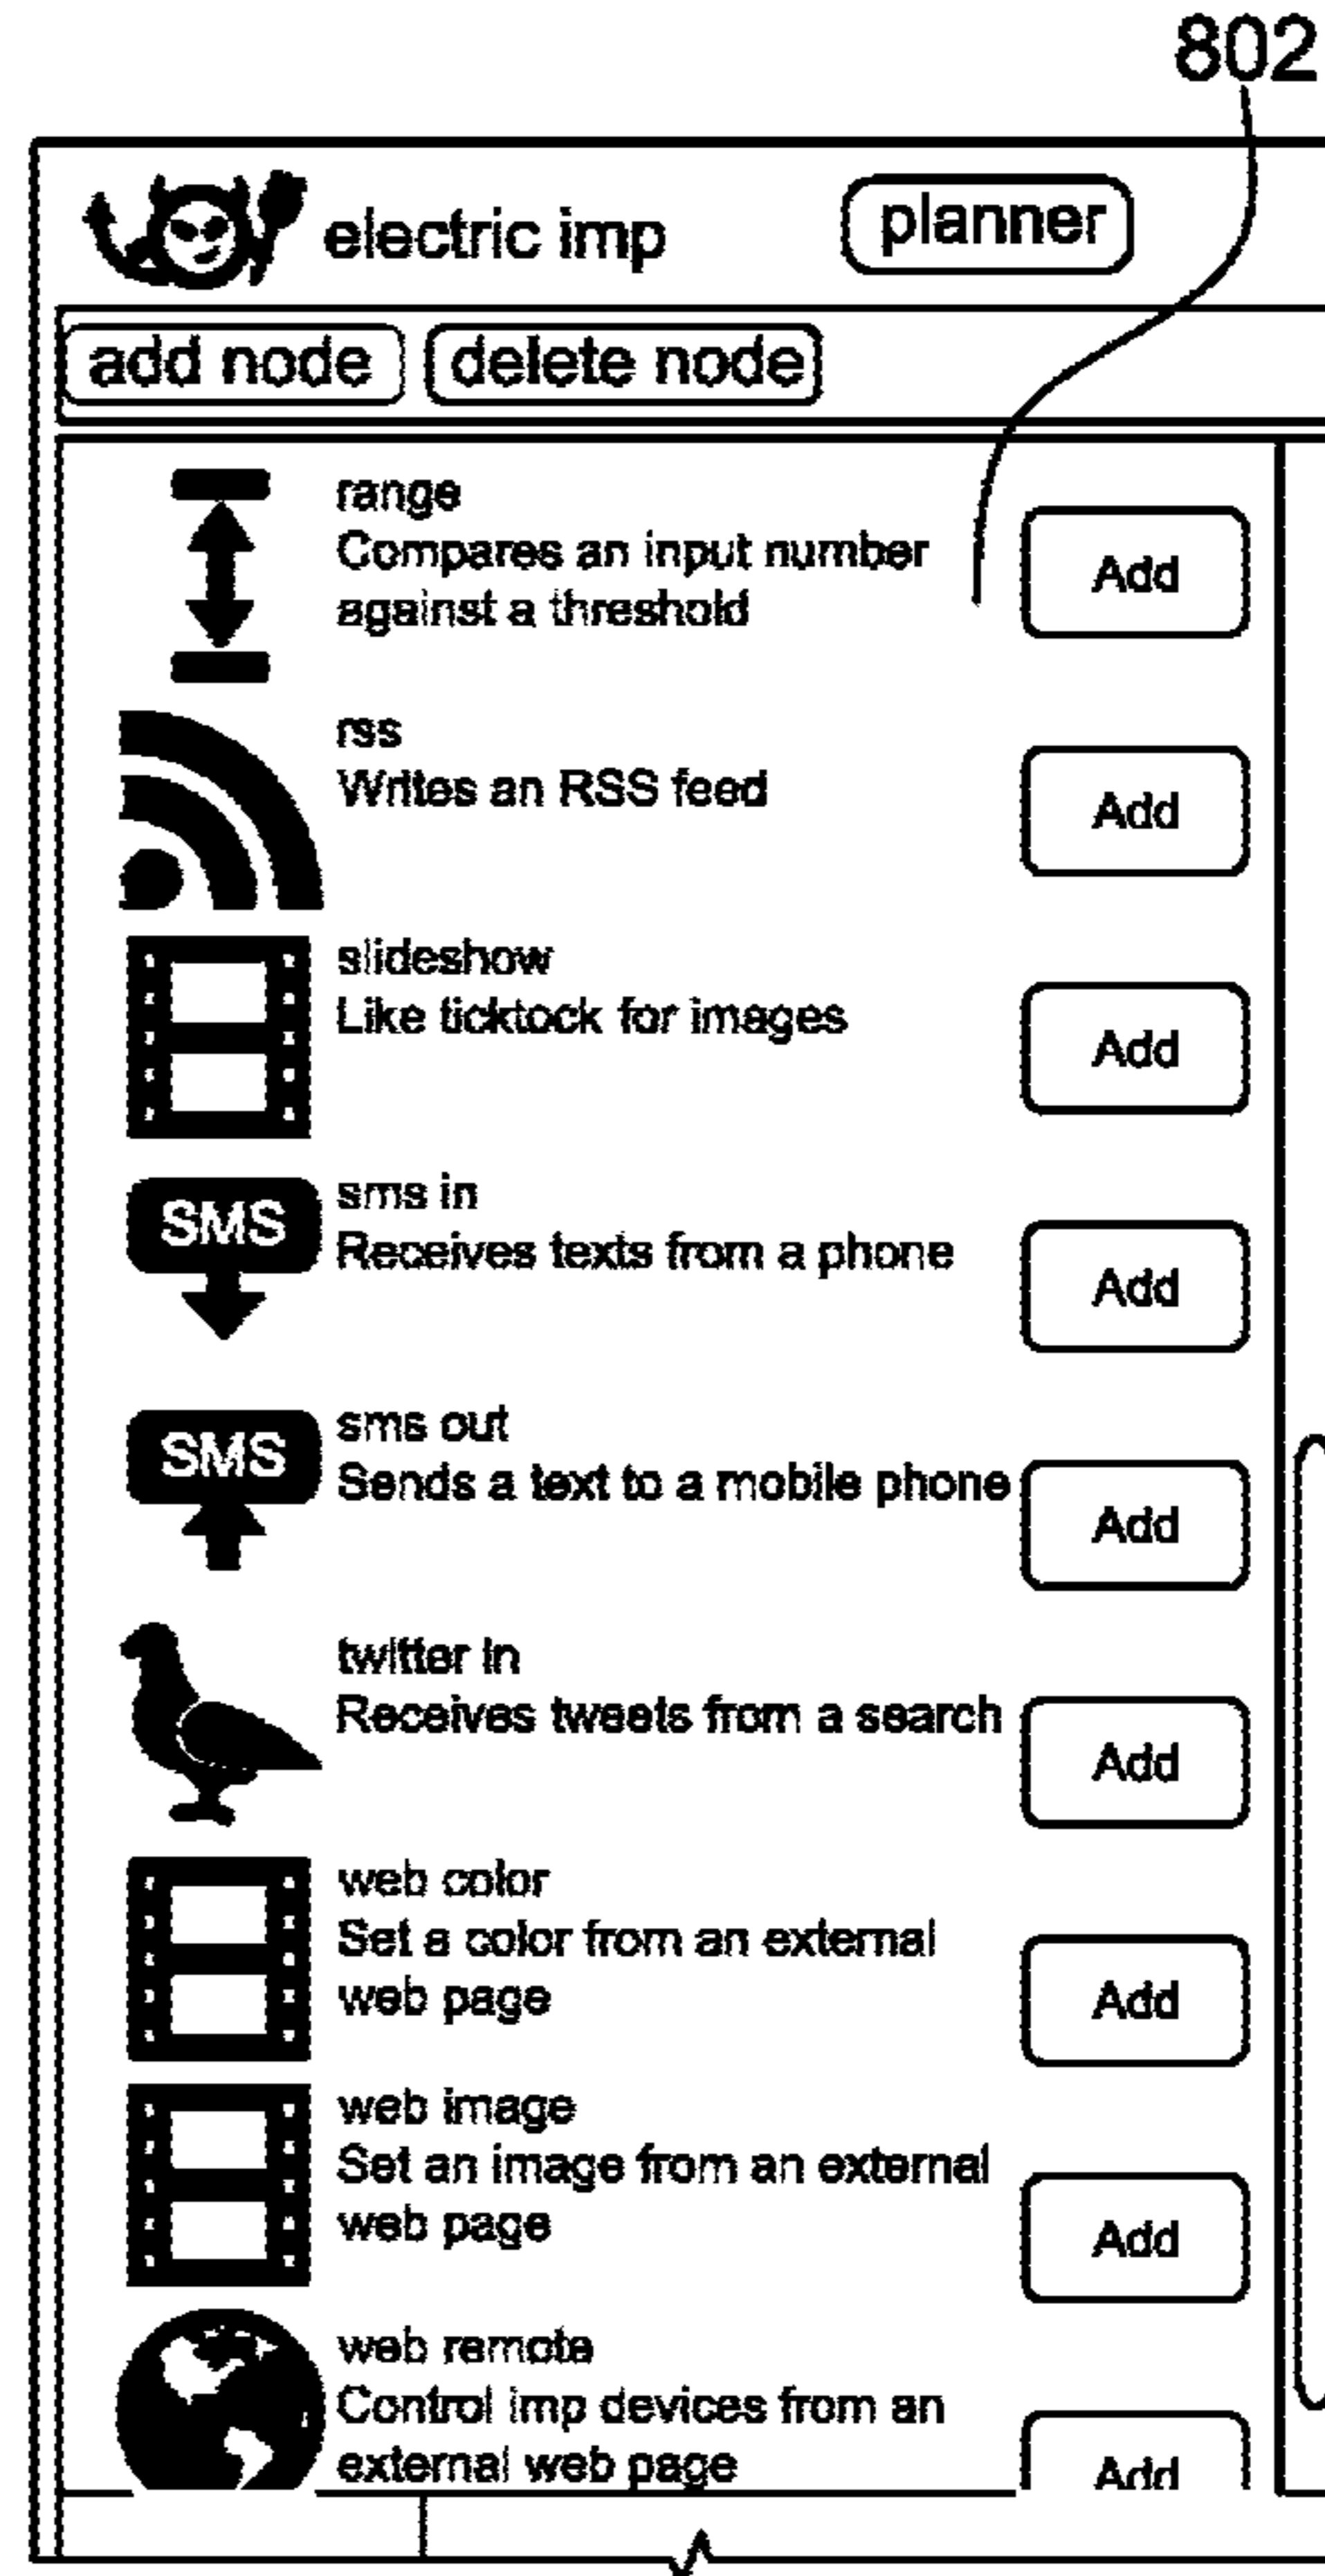 802
electric imp
planner
add node
delete node
range
Compares an input number
against a threshold
Add
rss
Writes an RSS feed
Add
slideshow
Like ticktock for images
Add
SMS
sms in
Receives texts from a phone
Add
SMS
sms out
Sends a text to a mobile phone
Add
twitter in
Receives tweets from a search
Add
web color
Set a color from an external
web page
Add
web image
Set an image from an external
web page
Add
web remote
Control imp devices from an
external web page
Add